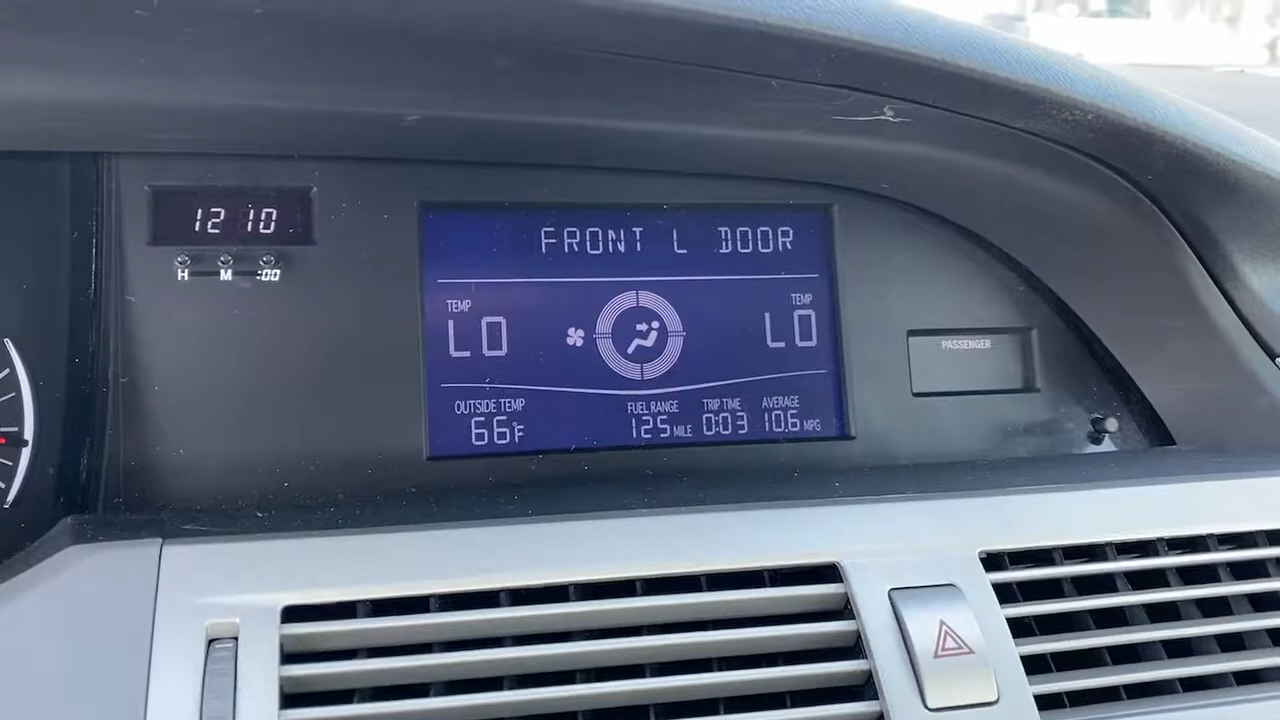 12 10
H M :00
FRONT L DOOR
TEMP
LO
TEMP
LO
PASSENGER
OUTSIDE TEMP
66°F
FUEL RANGE
125 MILE
TRIP TIME
0:03
AVERAGE
10.6 MPG